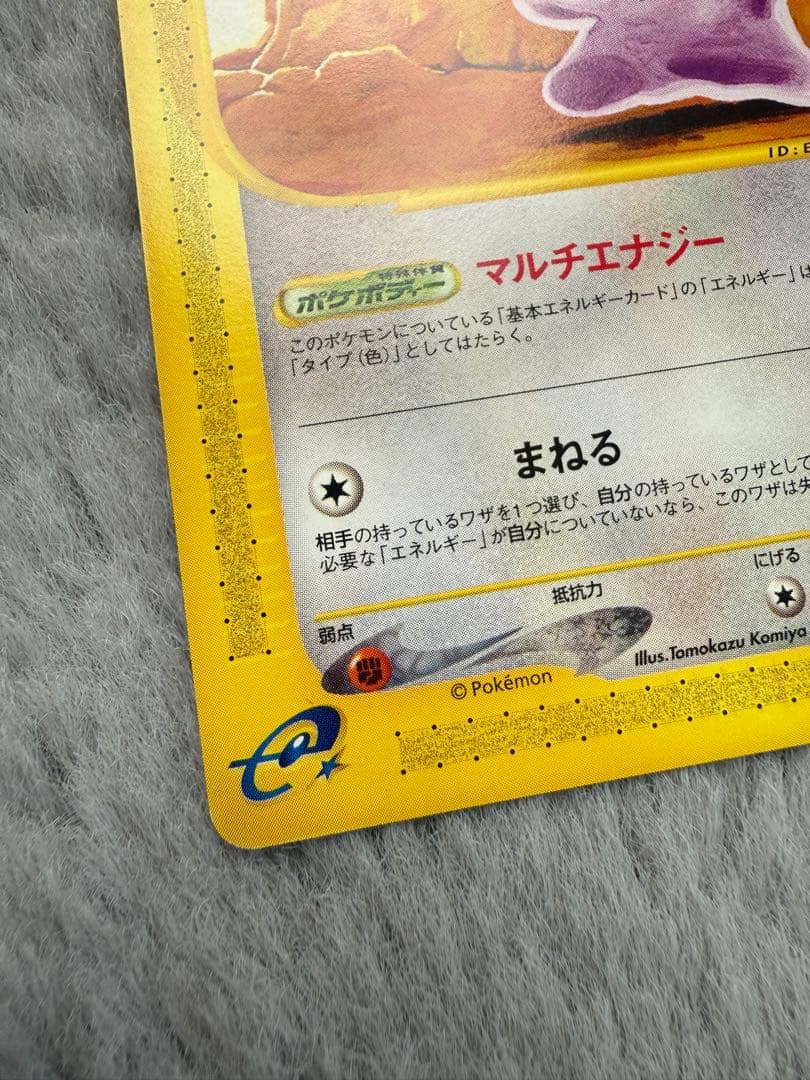 ID:E
特殊体質
ポケボディー
マルチエナジー
このポケモンについている「基本エネルギーカード」の「エネルギー」は
「タイプ(色)」としてはたらく。
まねる
相手の持っているワザを1つ選び、自分の持っているワザとして
必要な「エネルギー」が自分についていないなら、このワザは失
弱点
抵抗力
にげる
Illus.Tomokazu Komiya
© Pokémon